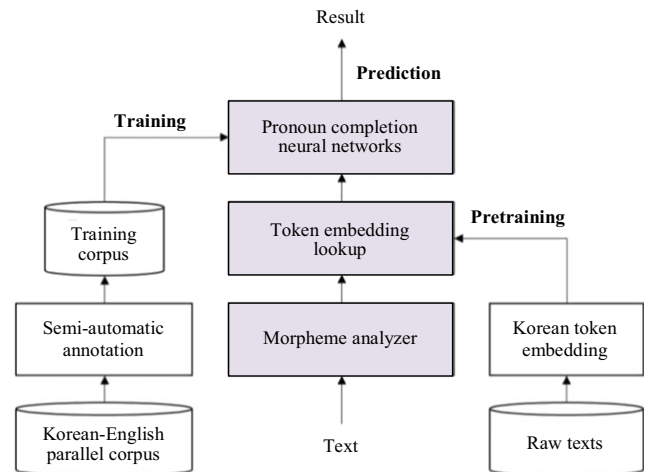 Result
Prediction
Training
Pronoun completion
neural networks
Pretraining
Token embedding
lookup
Training
corpus
Semi-automatic
annotation
Morpheme analyzer
Korean token
embedding
Korean-English
parallel corpus
Text
Raw texts